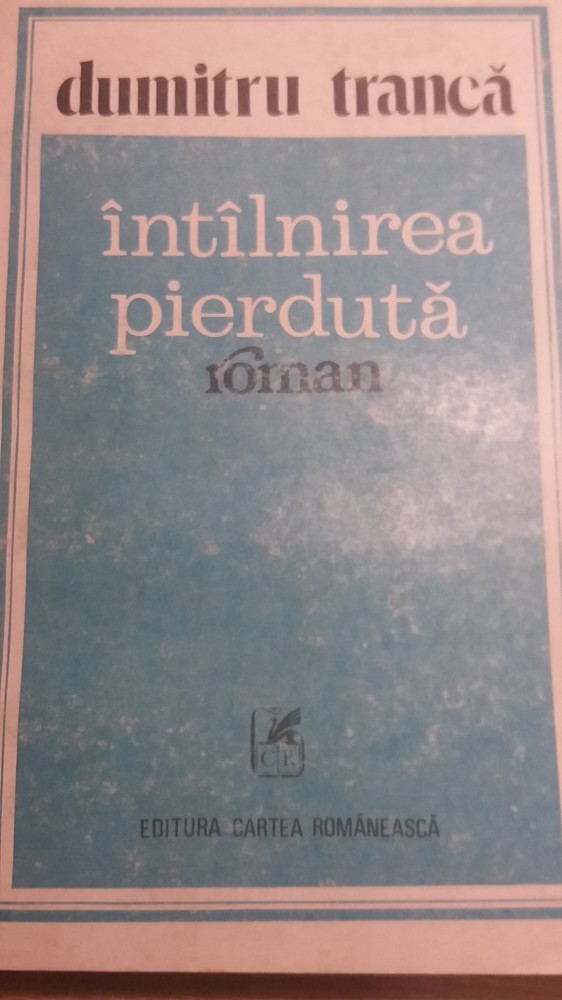 dumitru trancă
întîlnirea
pierdută
roman
C R
EDITURA CARTEA ROMÂNEASCĂ